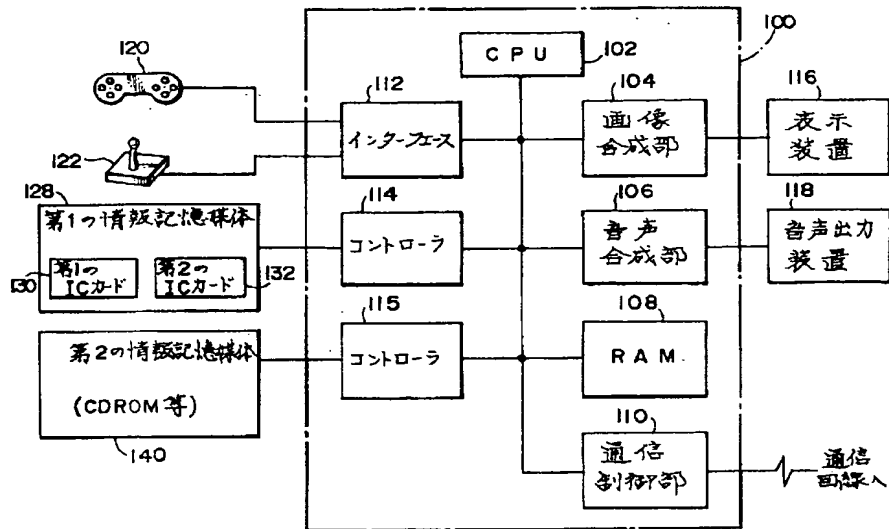 100
120
CPU
102
112
104
116
インターフェース
画像
合成部
表示
装置
122
128
114
106
118
第1の情報記憶媒体
コントローラ
音声
合成部
音声出力
装置
第1の
ICカード
第2の
ICカード
130
132
115
108
第2の情報記憶媒体
(CDROM等)
コントローラ
RAM
140
110
通信
制御部
通信
回線へ